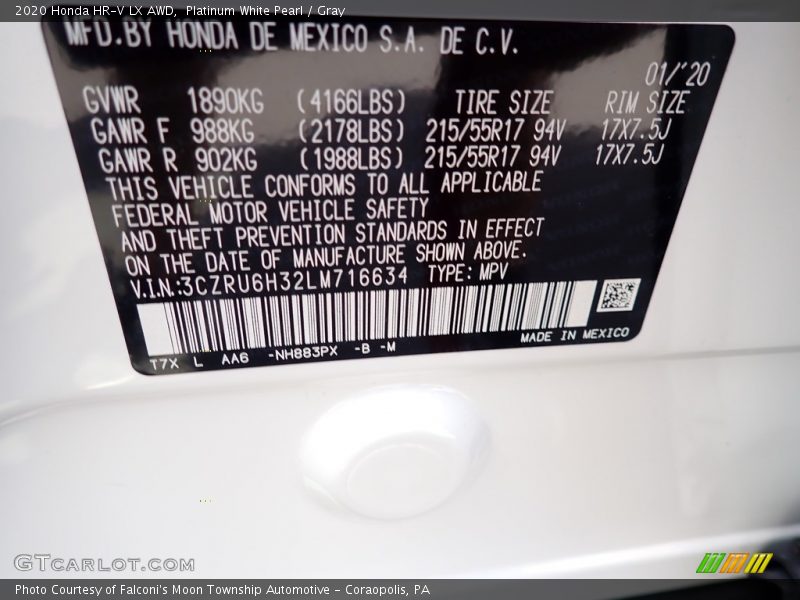 2020 Honda HR-V LX AWD, Platinum White Pearl / Gray
MFD.BY HONDA DE MEXICO S.A. DE C.V.
01/'20
GVWR 1890KG (4166LBS) TIRE SIZE RIM SIZE
GAWR F 988KG (2178LBS) 215/55R17 94V 17X7.5J
GAWR R 902KG (1988LBS) 215/55R17 94V 17X7.5J
THIS VEHICLE CONFORMS TO ALL APPLICABLE
FEDERAL MOTOR VEHICLE SAFETY
AND THEFT PREVENTION STANDARDS IN EFFECT
ON THE DATE OF MANUFACTURE SHOWN ABOVE.
V.I.N.:3CZRU6H32LM716634 TYPE: MPV
T7X L AA6 -NH883PX -B -M MADE IN MEXICO
GTCARLOT.COM
Photo Courtesy of Falconi's Moon Township Automotive - Coraopolis, PA